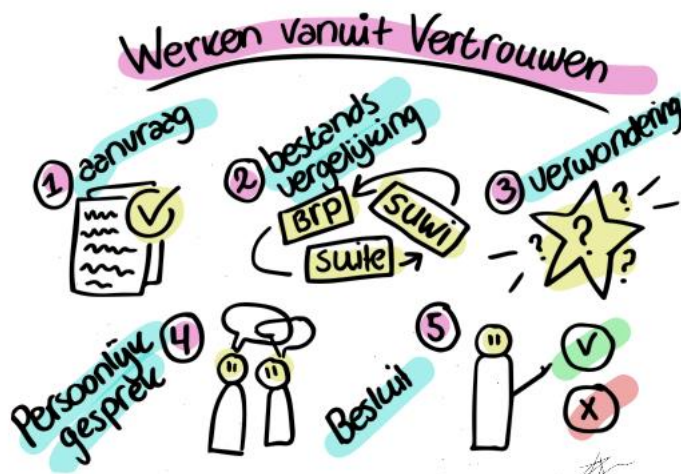 Werken vanuit Vertrouwen
1 aanvraag
2 bestands
vergelijking
BRP
SUWI
suite
3 verwondering
? ? ? ?
Persoonlijk
gesprek
4
Besluit
5
V
X